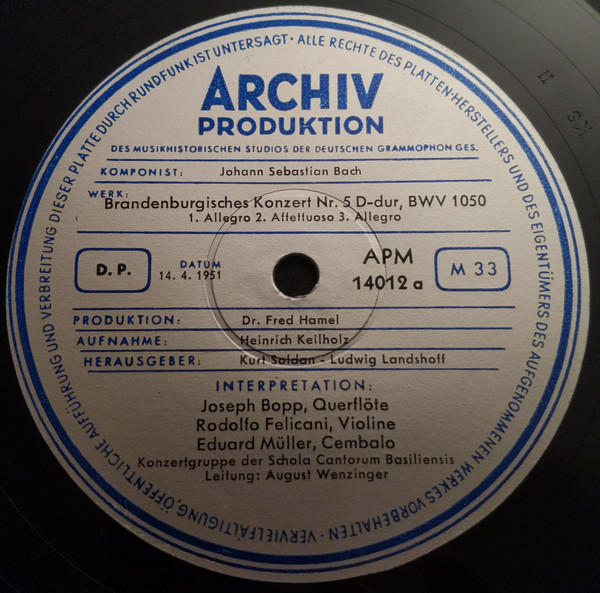 ALLE RECHTE DES PLATTEN-HERSTELLERS UND DES EIGENTÜMERS DES AUFGENOMMENEN WERKES VORBEHALTEN · VERVIELFÄLTIGUNG, ÖFFENTLICHE AUFFÜHRUNG UND VERBREITUNG DIESER PLATTE DURCH RUNDFUNK IST UNTERSAGT ·
ARCHIV
PRODUKTION
DES MUSIKHISTORISCHEN STUDIOS DER DEUTSCHEN GRAMMOPHON GES.
KOMPONIST: Johann Sebastian Bach
WERK: Brandenburgisches Konzert Nr. 5 D-dur, BWV 1050
1. Allegro 2. Affettuoso 3. Allegro
D. P.
DATUM
14. 4. 1951
APM
14012 a
M 33
PRODUKTION: Dr. Fred Hamel
AUFNAHME: Heinrich Keilholz
HERAUSGEBER: Kurt Soldan - Ludwig Landshoff
INTERPRETATION:
Joseph Bopp, Querflöte
Rodolfo Felicani, Violine
Eduard Müller, Cembalo
Konzertgruppe der Schola Cantorum Basiliensis
Leitung: August Wenzinger